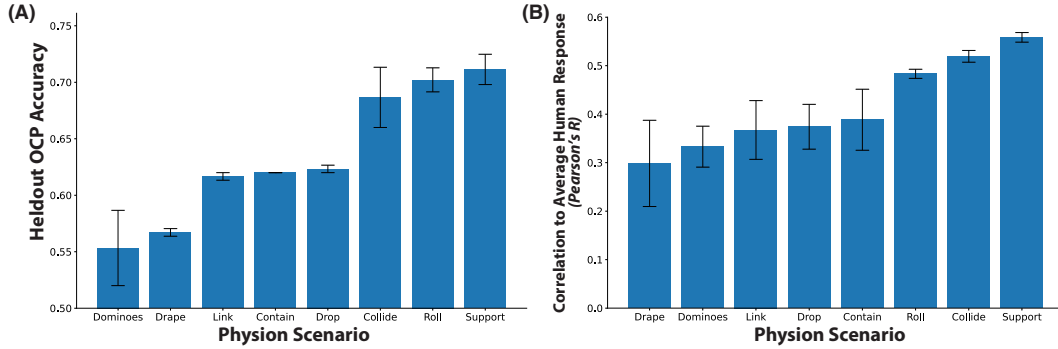 (A)
Heldout OCP Accuracy
0.75
0.70
0.65
0.60
0.55
0.50
Dominoes Drape Link Contain Drop Collide Roll Support
Physion Scenario
(B)
Correlation to Average Human Response
(Pearson's R)
0.6
0.5
0.4
0.3
0.2
0.1
0.0
Drape Dominoes Link Drop Contain Roll Collide Support
Physion Scenario